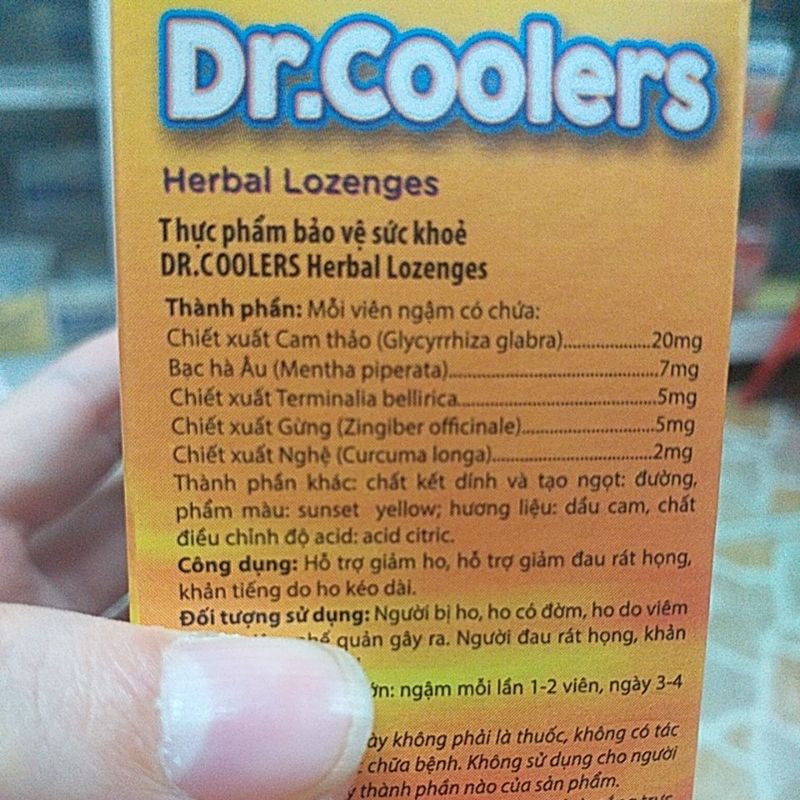 Dr.Coolers
Herbal Lozenges
Thực phẩm bảo vệ sức khoẻ
DR.COOLERS Herbal Lozenges
Thành phần: Mỗi viên ngậm có chứa:
Chiết xuất Cam thảo (Glycyrrhiza glabra)...................20mg
Bạc hà Âu (Mentha piperata).............................................7mg
Chiết xuất Terminalia bellirica...........................................5mg
Chiết xuất Gừng (Zingiber officinale).............................5mg
Chiết xuất Nghệ (Curcuma longa)..................................2mg
Thành phần khác: chất kết dính và tạo ngọt: đường,
phẩm màu: sunset yellow; hương liệu: dầu cam, chất
điều chỉnh độ acid: acid citric.
Công dụng: Hỗ trợ giảm ho, hỗ trợ giảm đau rát họng,
khản tiếng do ho kéo dài.
Đối tượng sử dụng: Người bị ho, ho có đờm, ho do viêm
quản gây ra. Người đau rát họng, khản
ngậm mỗi lần 1-2 viên, ngày 3-4
không phải là thuốc, không có tác
chữa bệnh. Không sử dụng cho người
thành phần nào của sản phẩm.